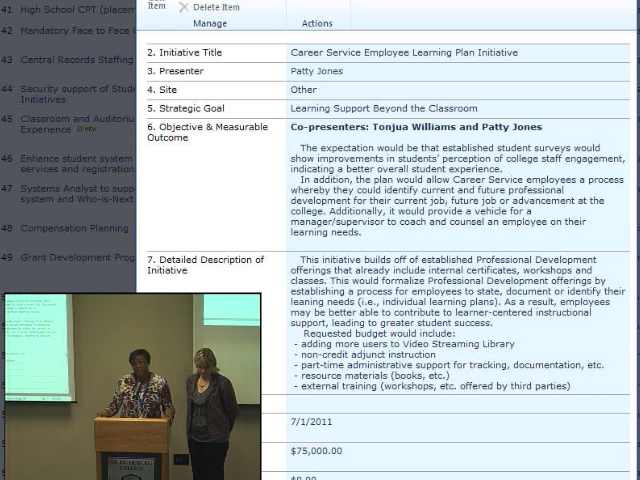 Item
Delete Item
Manage
Actions
41 High School CPT (placem
42 Mandatory Face to Face C
43 Central Records Staffing
44 Security support of Stude
Initiatives
45 Classroom and Auditoriu
Experience NEW
46 Enhance student system
services and registration
47 Systems Analyst to supp
system and Who-is-Next
48 Compensation Planning
49 Grant Development Prog
2. Initiative Title Career Service Employee Learning Plan Initiative
3. Presenter Patty Jones
4. Site Other
5. Strategic Goal Learning Support Beyond the Classroom
6. Objective & Measurable
Outcome
Co-presenters: Tonjua Williams and Patty Jones
The expectation would be that established student surveys would
show improvements in students' perception of college staff engagement,
indicating a better overall student experience.
In addition, the plan would allow Career Service employees a process
whereby they could identify current and future professional
development for their current job, future job or advancement at the
college. Additionally, it would provide a vehicle for a
manager/supervisor to coach and counsel an employee on their
learning needs.
7. Detailed Description of
Initiative
This initiative builds off of established Professional Development
offerings that already include internal certificates, workshops and
classes. This would formalize Professional Development offerings by
establishing a process for employees to state, document or identify their
leaning needs (i.e., individual learning plans). As a result, employees
may be better able to contribute to learner-centered instructional
support, leading to greater student success.
Requested budget would include:
- adding more users to Video Streaming Library
- non-credit adjunct instruction
- part-time administrative support for tracking, documentation, etc.
- resource materials (books, etc.)
- external training (workshops, etc. offered by third parties)
7/1/2011
$75,000.00
$0.00
ST. PETERSBURG
COLLEGE